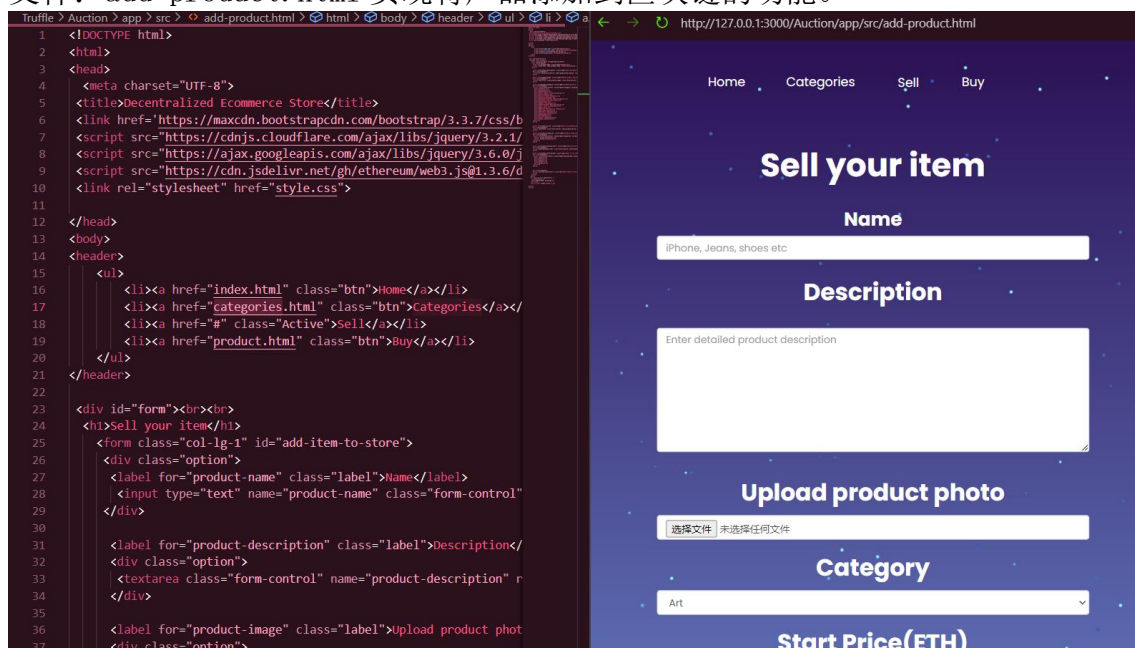 文件：add-product.html 实现将产品添加到区块链的功能。
Truffle > Auction > app > src > add-product.html > html > body > header > ul > li > a
1 <!DOCTYPE html>
2 <html>
3 <head>
4 <meta charset="UTF-8">
5 <title>Decentralized Ecommerce Store</title>
6 <link href='https://maxcdn.bootstrapcdn.com/bootstrap/3.3.7/css/b
7 <script src="https://cdnjs.cloudflare.com/ajax/libs/jquery/3.2.1/
8 <script src="https://ajax.googleapis.com/ajax/libs/jquery/3.6.0/j
9 <script src="https://cdn.jsdelivr.net/gh/ethereum/web3.js@1.3.6/d
10 <link rel="stylesheet" href="style.css">
11
12 </head>
13 <body>
14 <header>
15 <ul>
16 <li><a href="index.html" class="btn">Home</a></li>
17 <li><a href="categories.html" class="btn">Categories</a></
18 <li><a href="#" class="Active">Sell</a></li>
19 <li><a href="product.html" class="btn">Buy</a></li>
20 </ul>
21 </header>
22
23 <div id="form"><br><br>
24 <h1>Sell your item</h1>
25 <form class="col-lg-1" id="add-item-to-store">
26 <div class="option">
27 <label for="product-name" class="label">Name</label>
28 <input type="text" name="product-name" class="form-control"
29 </div>
30
31 <label for="product-description" class="label">Description</
32 <div class="option">
33 <textarea class="form-control" name="product-description" r
34 </div>
35
36 <label for="product-image" class="label">Upload product phot
37 <div class="option">
http://127.0.0.1:3000/Auction/app/src/add-product.html
Home Categories Sell Buy
Sell your item
Name
iPhone, Jeans, shoes etc
Description
Enter detailed product description
Upload product photo
选择文件 未选择任何文件
Category
Art
Start Price(ETH)